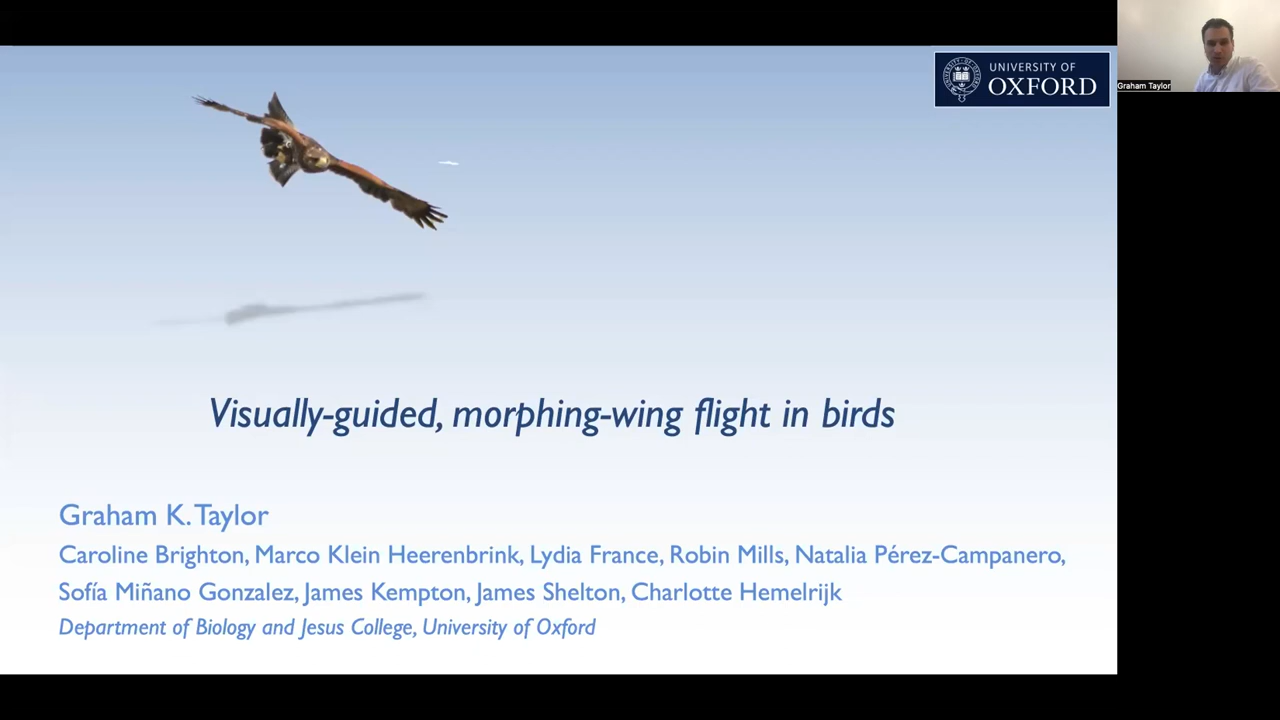 UNIVERSITY OF
OXFORD
Graham Taylor
Visually-guided, morphing-wing flight in birds
Graham K. Taylor
Caroline Brighton, Marco Klein Heerenbrink, Lydia France, Robin Mills, Natalia Pérez-Campanero,
Sofía Miñano Gonzalez, James Kempton, James Shelton, Charlotte Hemelrijk
Department of Biology and Jesus College, University of Oxford